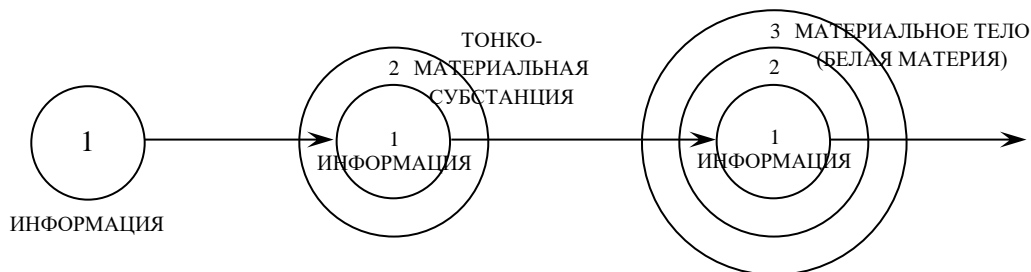 1
ИНФОРМАЦИЯ
ТОНКО-
2 МАТЕРИАЛЬНАЯ
СУБСТАНЦИЯ
1
ИНФОРМАЦИЯ
3 МАТЕРИАЛЬНОЕ ТЕЛО
(БЕЛАЯ МАТЕРИЯ)
2
1
ИНФОРМАЦИЯ